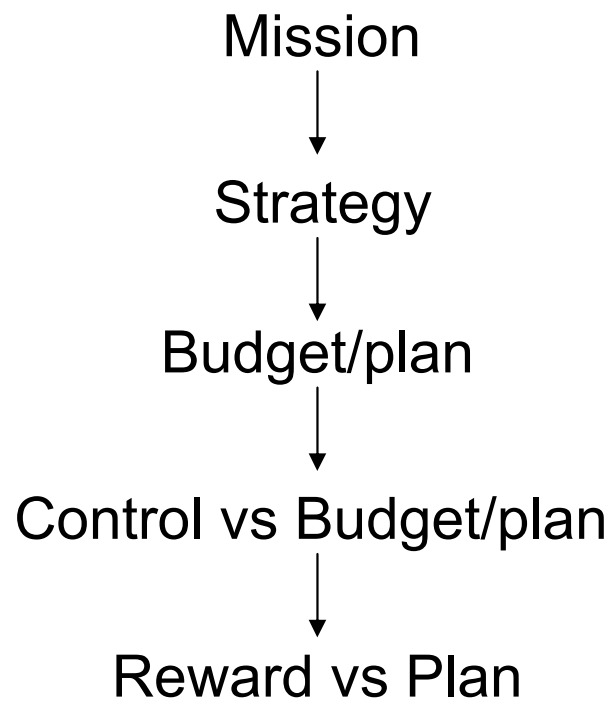 Mission
Strategy
Budget/plan
Control vs Budget/plan
Reward vs Plan